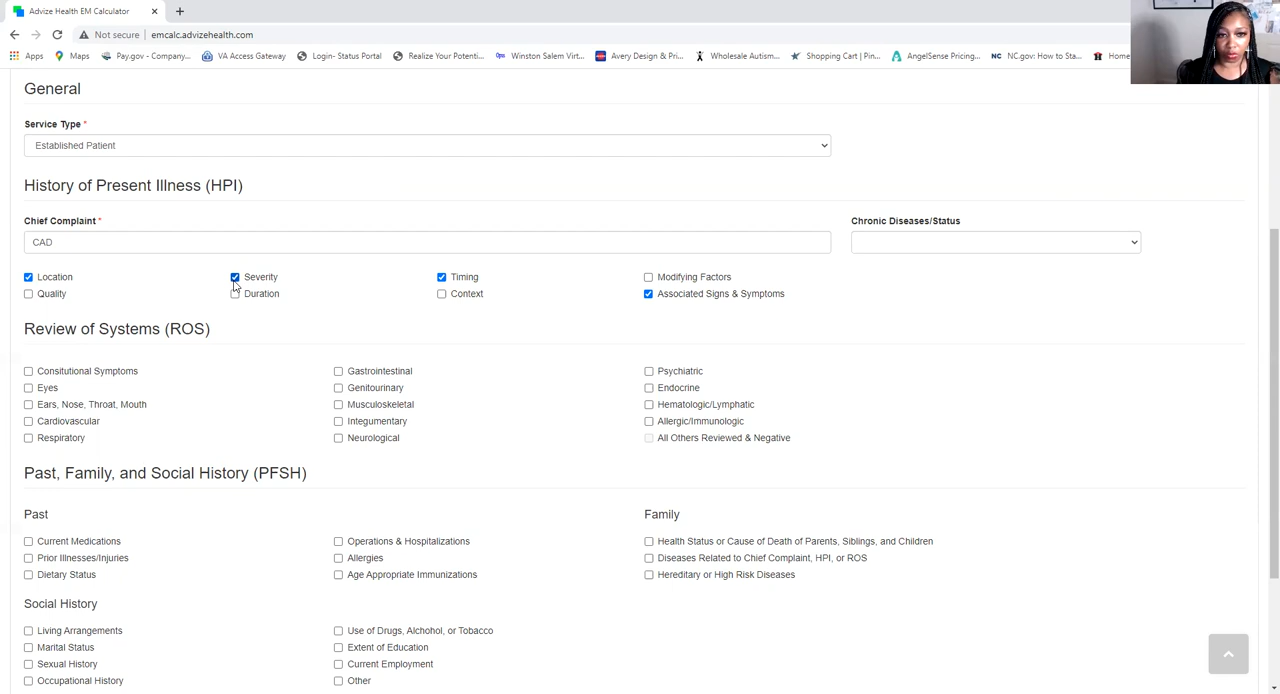 Advize Health EM Calculator
Not secure emcalc.advizehealth.com
Apps Maps Pay.gov - Company... VA Access Gateway Login- Status Portal Realize Your Potenti... Winston Salem Virt... Avery Design & Pri... Wholesale Autism... Shopping Cart | Pin... AngelSense Pricing... NC NC.gov: How to Sta... Home
General
Service Type *
Established Patient
History of Present Illness (HPI)
Chief Complaint * Chronic Diseases/Status
CAD
Location Severity Timing Modifying Factors
Quality Duration Context Associated Signs & Symptoms
Review of Systems (ROS)
Consitutional Symptoms Gastrointestinal Psychiatric
Eyes Genitourinary Endocrine
Ears, Nose, Throat, Mouth Musculoskeletal Hematologic/Lymphatic
Cardiovascular Integumentary Allergic/Immunologic
Respiratory Neurological All Others Reviewed & Negative
Past, Family, and Social History (PFSH)
Past Family
Current Medications Operations & Hospitalizations Health Status or Cause of Death of Parents, Siblings, and Children
Prior Illnesses/Injuries Allergies Diseases Related to Chief Complaint, HPI, or ROS
Dietary Status Age Appropriate Immunizations Hereditary or High Risk Diseases
Social History
Living Arrangements Use of Drugs, Alchohol, or Tobacco
Marital Status Extent of Education
Sexual History Current Employment
Occupational History Other